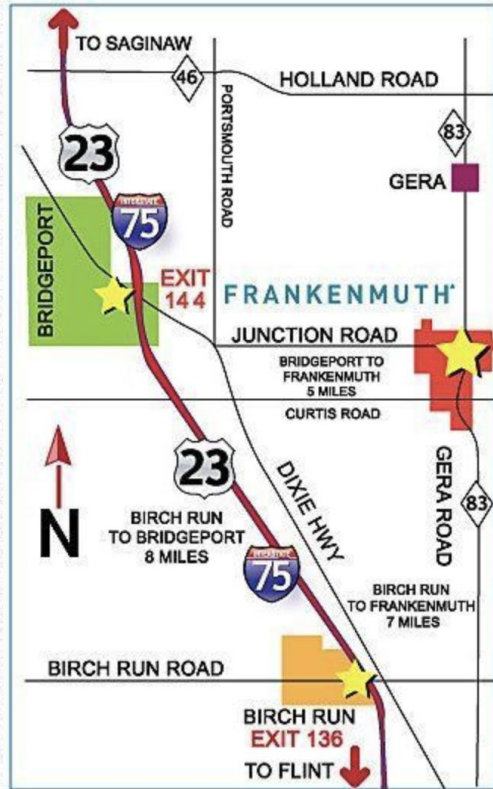 TO SAGINAW
46
HOLLAND ROAD
PORTSMOUTH ROAD
83
23
GERA
INTERSTATE
75
BRIDGEPORT
EXIT
144
FRANKENMUTH
JUNCTION ROAD
BRIDGEPORT TO
FRANKENMUTH
5 MILES
CURTIS ROAD
23
GERA ROAD
83
N
DIXIE HWY
BIRCH RUN
TO BRIDGEPORT
8 MILES
INTERSTATE
75
BIRCH RUN
TO FRANKENMUTH
7 MILES
BIRCH RUN ROAD
BIRCH RUN
EXIT 136
TO FLINT